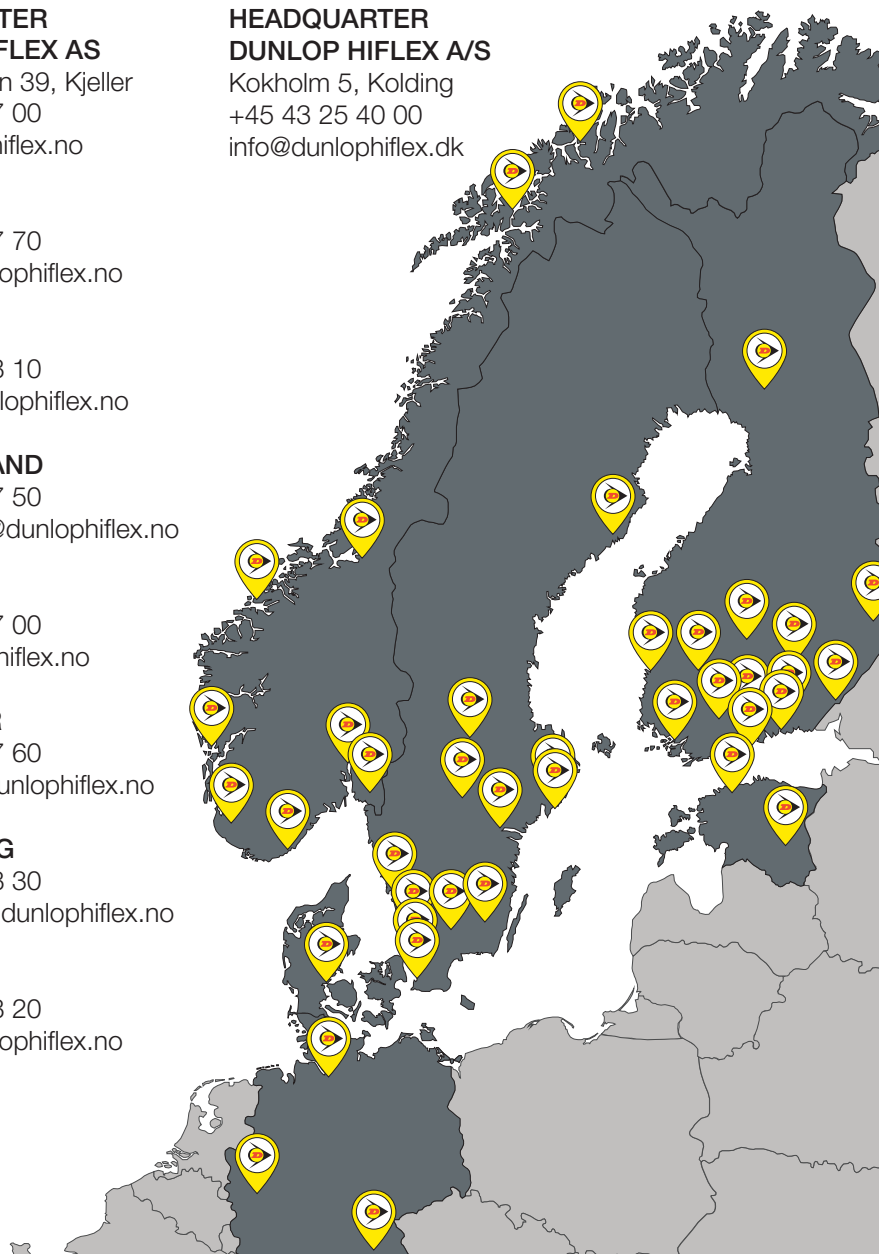 TER
FLEX AS
n 39, Kjeller
7 00
hiflex.no
7 70
ophiflex.no
3 10
lophiflex.no
AND
7 50
@dunlophiflex.no
7 00
hiflex.no
R
7 60
unlophiflex.no
G
3 30
dunlophiflex.no
3 20
ophiflex.no
HEADQUARTER
DUNLOP HIFLEX A/S
Kokholm 5, Kolding
+45 43 25 40 00
info@dunlophiflex.dk